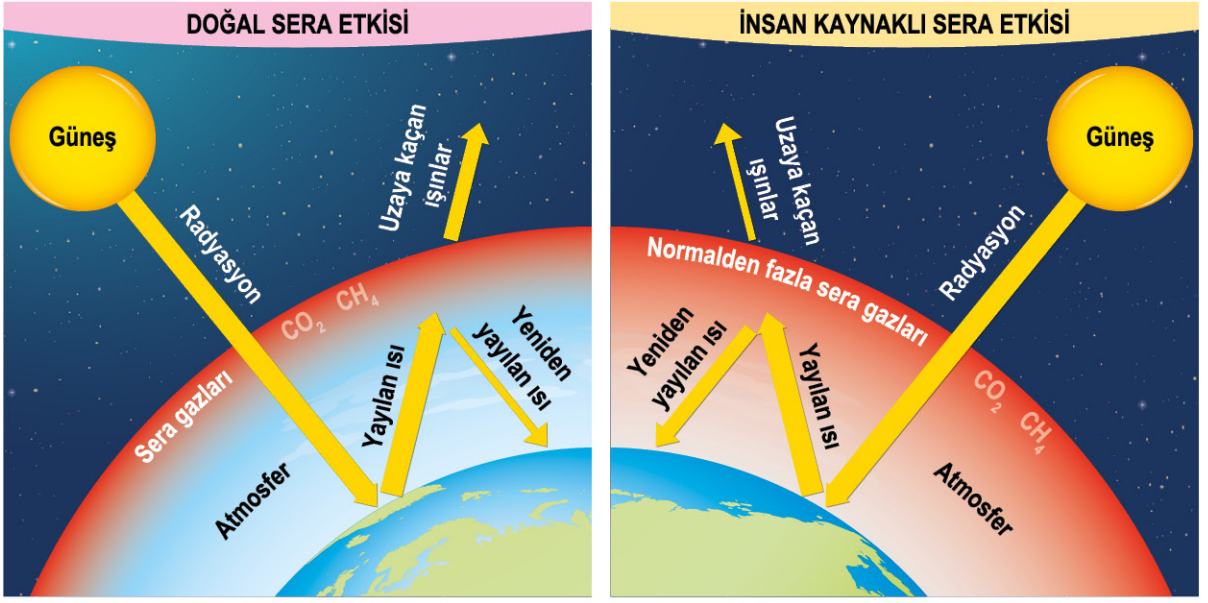 DOĞAL SERA ETKİSİ
Güneş
Radyasyon
Uzaya kaçan
ışınlar
CO₂ CH₄
Sera gazları
Yayılan ısı
Yeniden
yayılan ısı
Atmosfer
İNSAN KAYNAKLI SERA ETKİSİ
Güneş
Radyasyon
Uzaya kaçan
ışınlar
Normalden fazla sera gazları
CO₂ CH₄
Yeniden
yayılan ısı
Yayılan ısı
Atmosfer